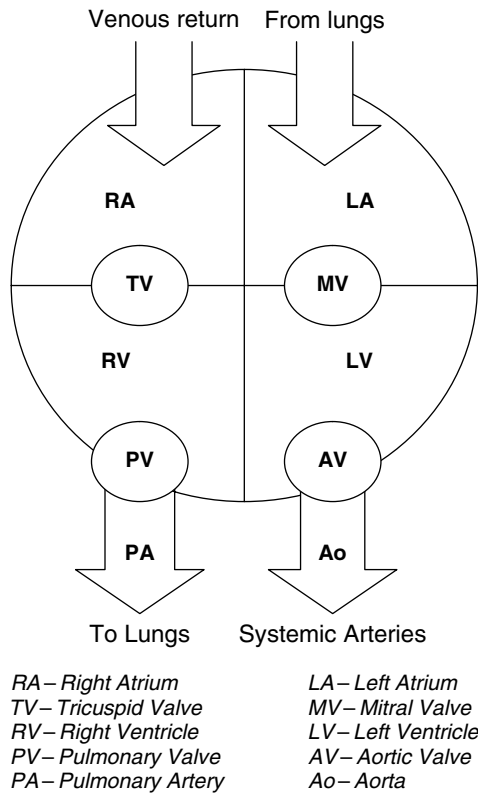 Venous return From lungs
RA LA
TV MV
RV LV
PV AV
PA Ao
To Lungs Systemic Arteries
RA – Right Atrium LA – Left Atrium
TV – Tricuspid Valve MV – Mitral Valve
RV – Right Ventricle LV – Left Ventricle
PV – Pulmonary Valve AV – Aortic Valve
PA – Pulmonary Artery Ao – Aorta